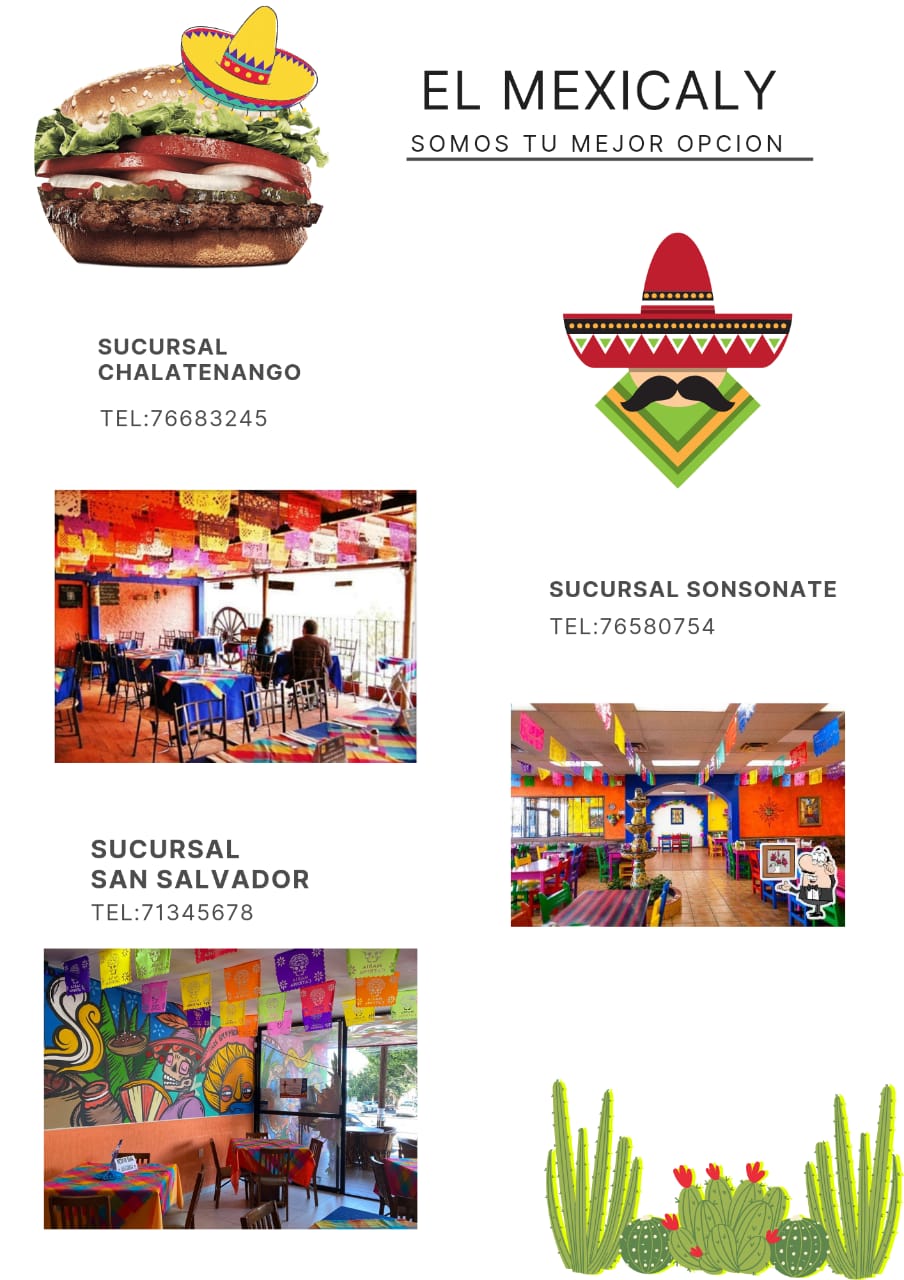 EL MEXICALY
SOMOS TU MEJOR OPCION
SUCURSAL
CHALATENANGO
TEL:76683245
SUCURSAL SONSONATE
TEL:76580754
SUCURSAL
SAN SALVADOR
TEL:71345678